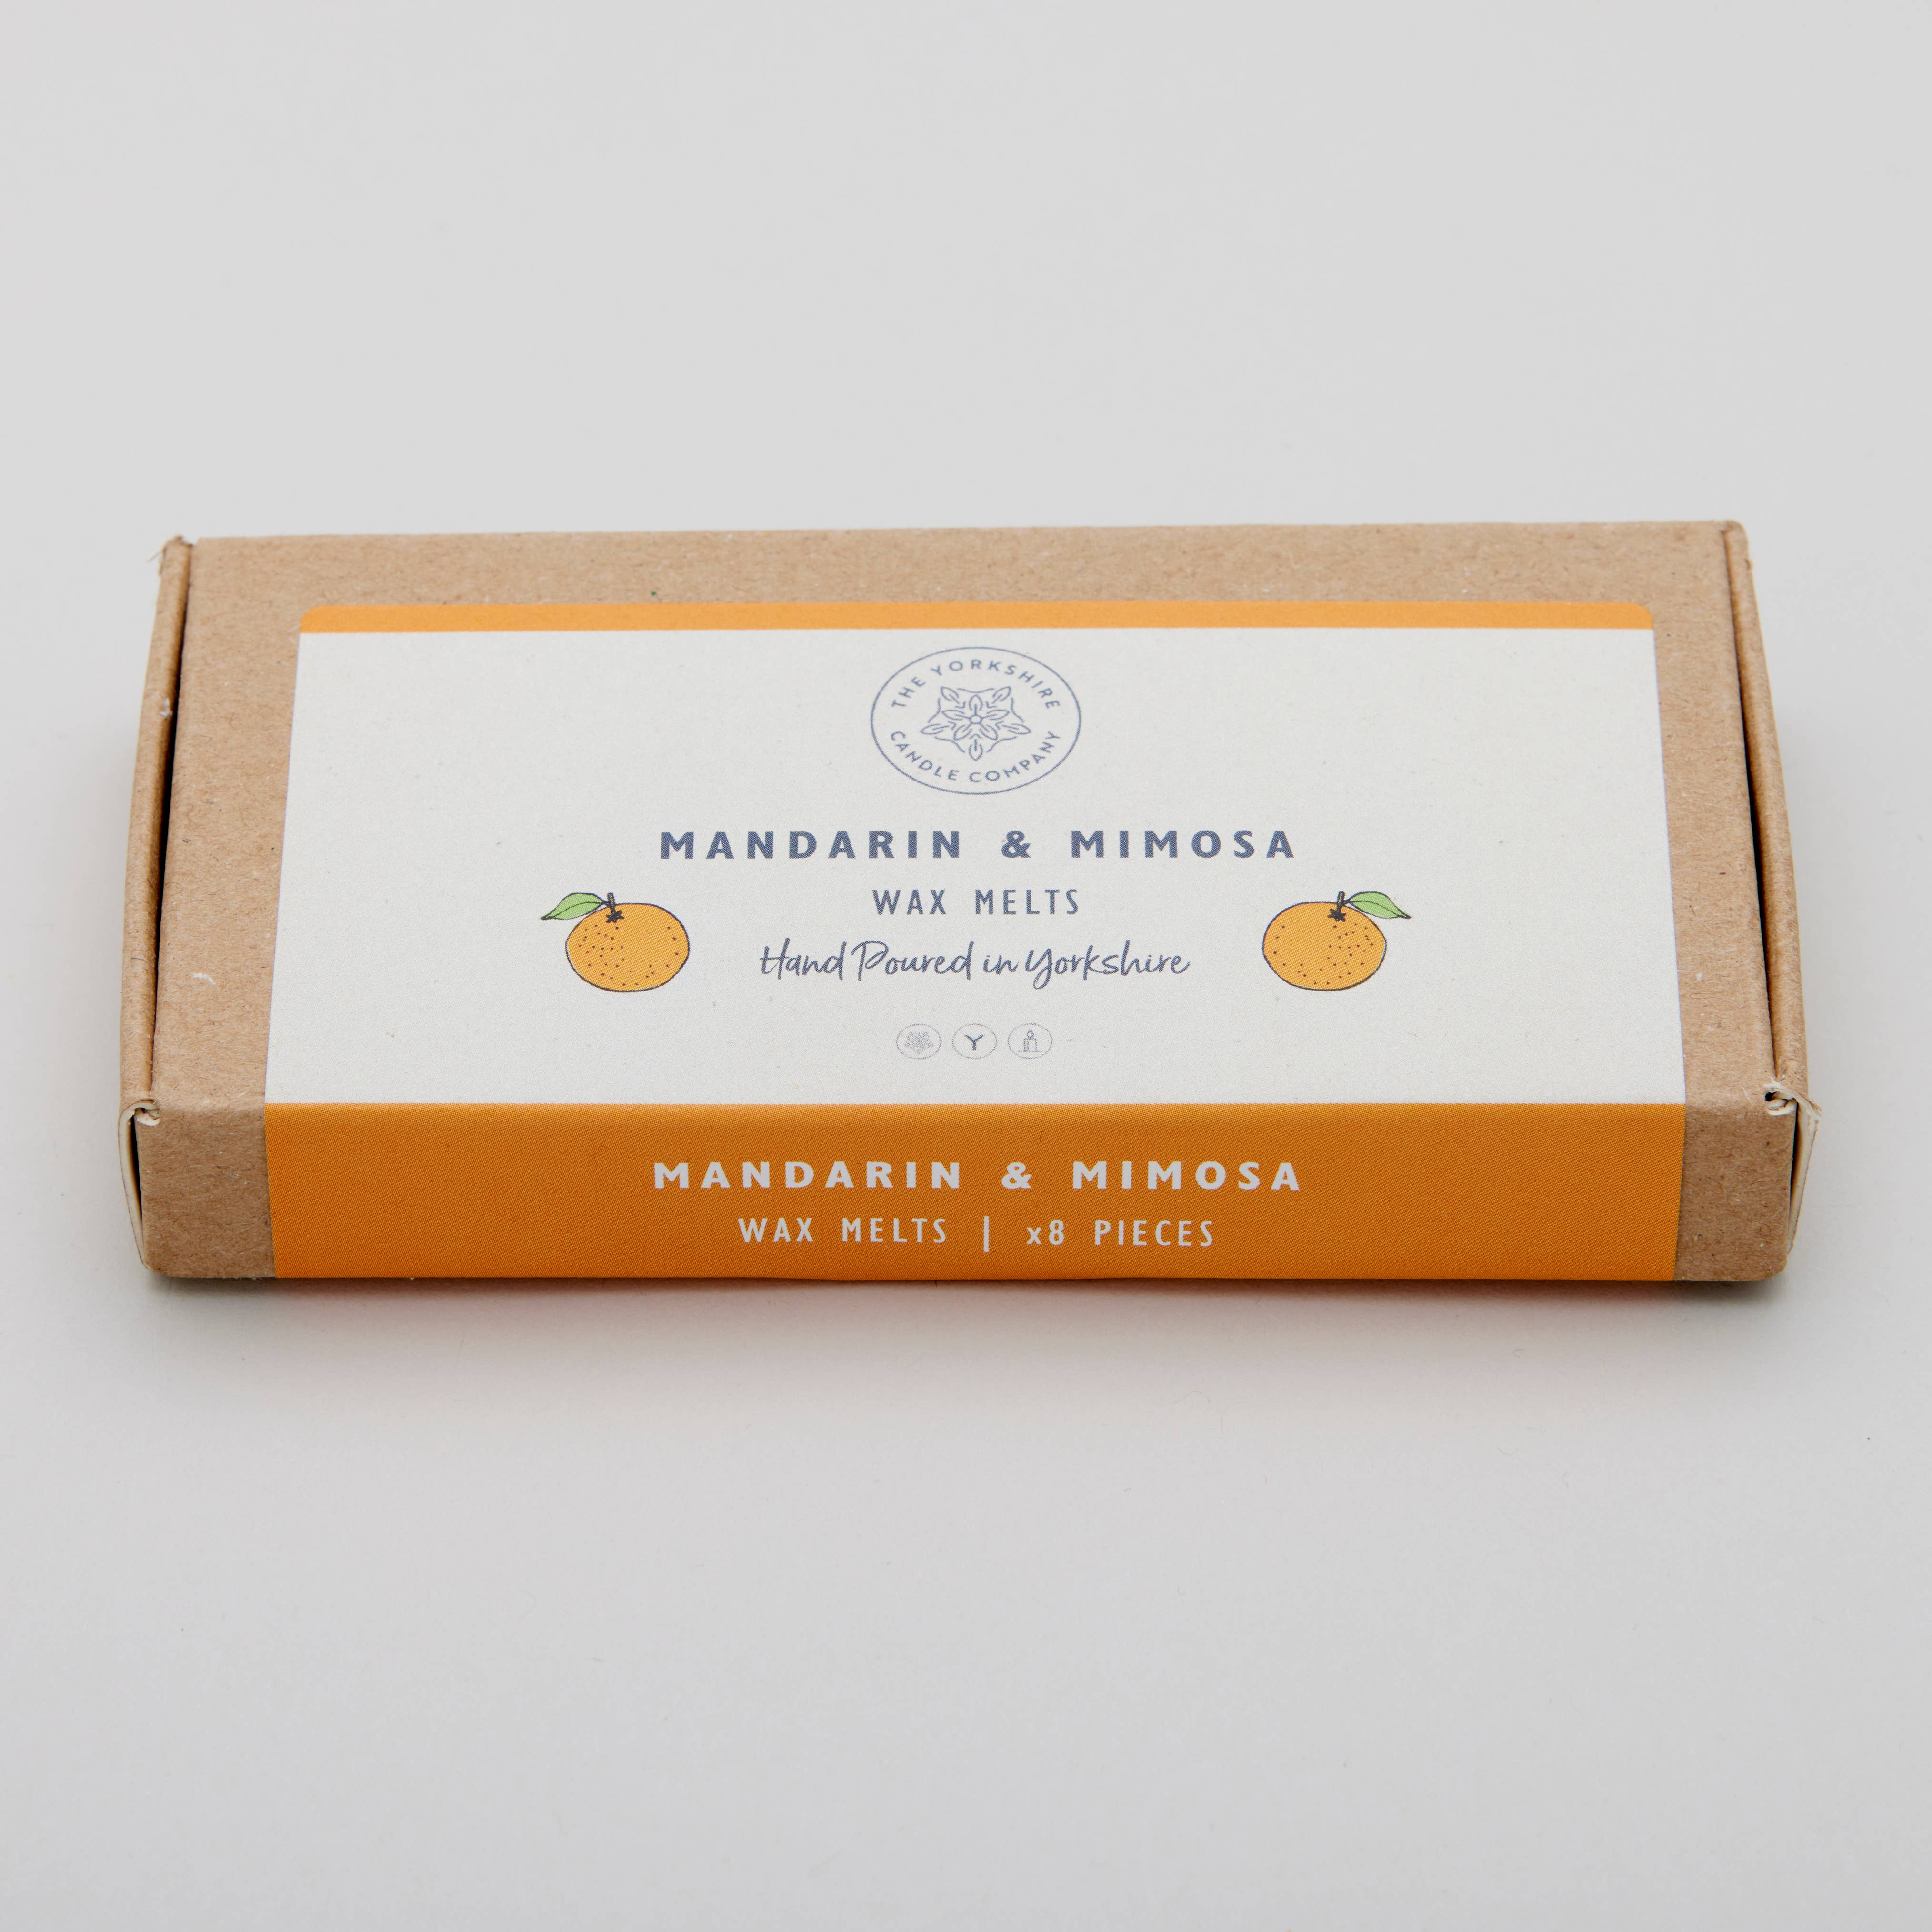 THE YORKSHIRE
CANDLE COMPANY
MANDARIN & MIMOSA
WAX MELTS
Hand Poured in Yorkshire
Y
MANDARIN & MIMOSA
WAX MELTS | x8 PIECES